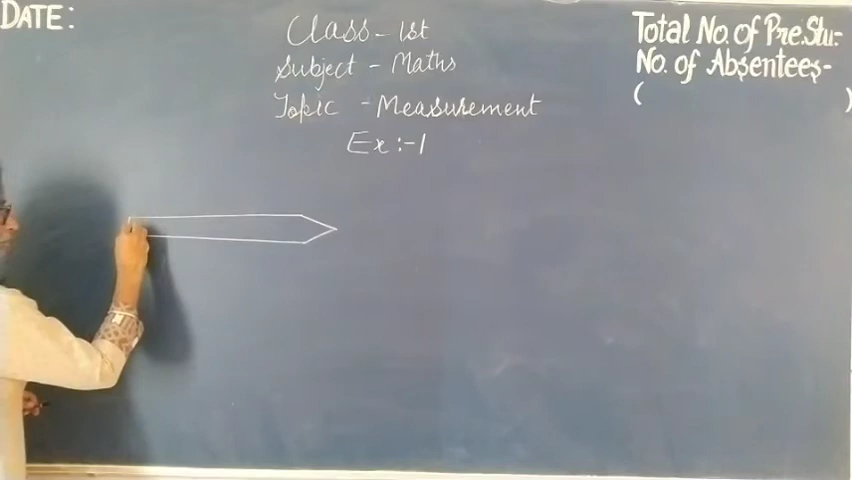 DATE:
Class - 1st
Subject - Maths
Topic - Measurement
Ex :- 1
Total No. of Pre.Stu:-
No. of Absentees-
( )